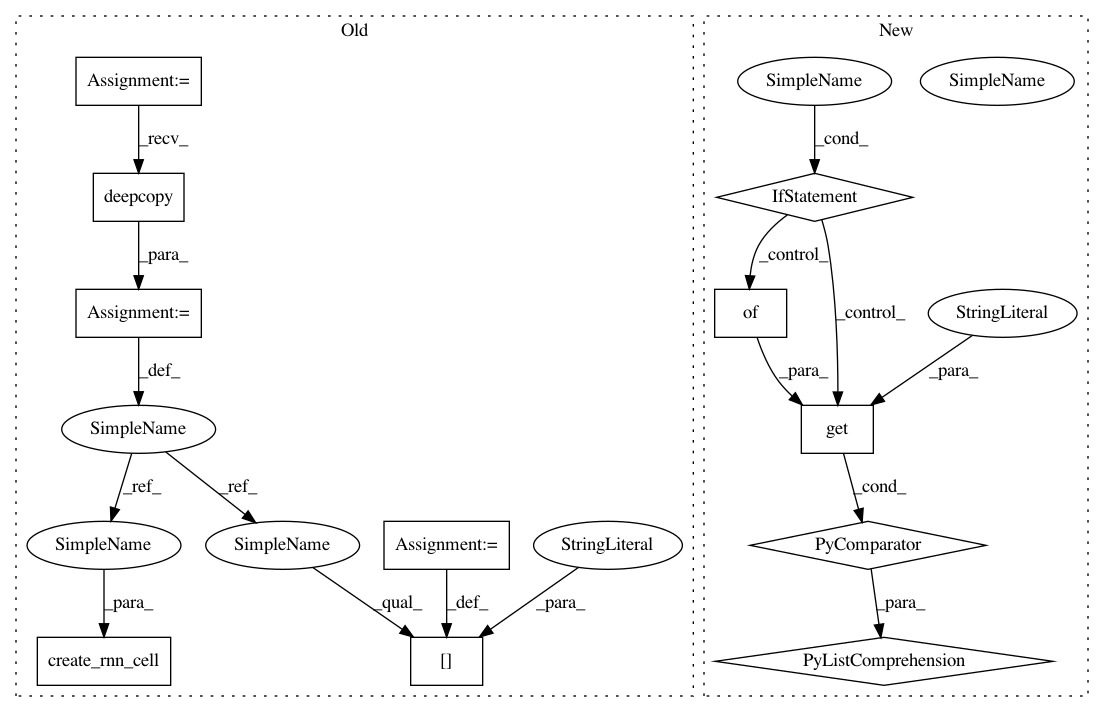 Old
New
Assignment:=
SimpleName
SimpleName
_recv_
_cond_
deepcopy
IfStatement
_para_
_control_
_control_
Assignment:=
of
StringLiteral
_def_
_para_
_para_
SimpleName
get
_ref_
_ref_
_cond_
SimpleName
SimpleName
Assignment:=
StringLiteral
PyComparator
_para_
_qual_
_def_
_para_
_para_
create_rnn_cell
[]
PyListComprehension